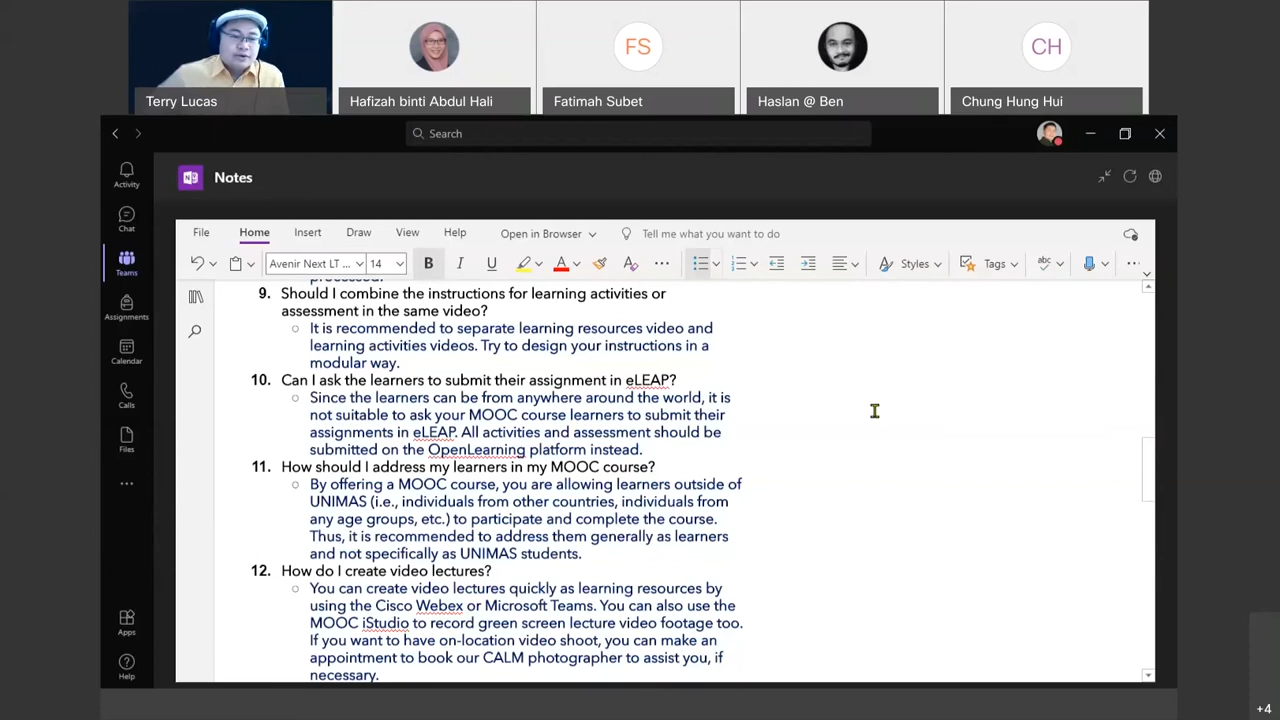 FS
CH
Terry Lucas
Hafizah binti Abdul Hali
Fatimah Subet
Haslan @ Ben
Chung Hung Hui
Search
Activity
Chat
Teams
Assignments
Calendar
Calls
Files
Apps
Help
Notes
File Home Insert Draw View Help Open in Browser Tell me what you want to do
Avenir Next LT ... 14 B I U A Styles Tags abc
processed.
9. Should I combine the instructions for learning activities or
assessment in the same video?
It is recommended to separate learning resources video and
learning activities videos. Try to design your instructions in a
modular way.
10. Can I ask the learners to submit their assignment in eLEAP?
Since the learners can be from anywhere around the world, it is
not suitable to ask your MOOC course learners to submit their
assignments in eLEAP. All activities and assessment should be
submitted on the OpenLearning platform instead.
11. How should I address my learners in my MOOC course?
By offering a MOOC course, you are allowing learners outside of
UNIMAS (i.e., individuals from other countries, individuals from
any age groups, etc.) to participate and complete the course.
Thus, it is recommended to address them generally as learners
and not specifically as UNIMAS students.
12. How do I create video lectures?
You can create video lectures quickly as learning resources by
using the Cisco Webex or Microsoft Teams. You can also use the
MOOC iStudio to record green screen lecture video footage too.
If you want to have on-location video shoot, you can make an
appointment to book our CALM photographer to assist you, if
necessary.
+4